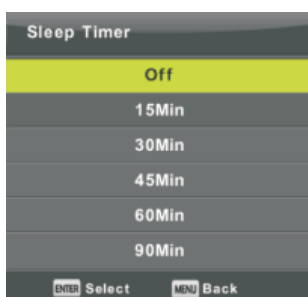 Sleep Timer
Off
15Min
30Min
45Min
60Min
90Min
ENTER Select MENU Back